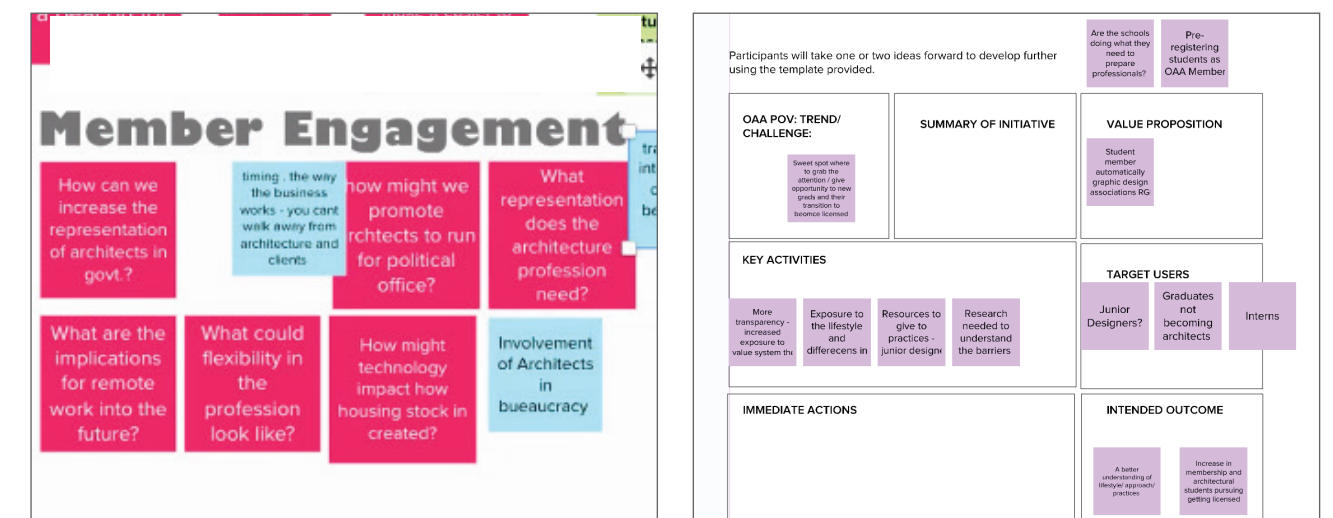 tu
Member Engagement
How can we
increase the
representation
of architects in
govt.?
timing . the way
the business
works - you cant
walk away from
architecture and
clients
how might we
promote
rchtects to run
for political
office?
What
representation
does the
architecture
profession
need?
tra
int
c
be
What are the
implications
for remote
work into the
future?
What could
flexibility in
the
profession
look like?
How might
technology
impact how
housing stock in
created?
Involvement
of Architects
in
bueaucracy
Participants will take one or two ideas forward to develop further
using the template provided.
Are the schools
doing what they
need to
prepare
professionals?
Pre-
registering
students as
OAA Member
OAA POV: TREND/
CHALLENGE:
Sweet spot where
to grab the
attention / give
opportunity to new
grads and their
transition to
beomce licensed
SUMMARY OF INITIATIVE
VALUE PROPOSITION
Student
member
automatically
graphic design
associations RG
KEY ACTIVITIES
More
transparency -
increased
exposure to
value system the
Exposure to
the lifestyle
and
differecens in
Resources to
give to
practices -
junior designe
Research
needed to
understand
the barriers
TARGET USERS
Junior
Designers?
Graduates
not
becoming
architects
Interns
IMMEDIATE ACTIONS
INTENDED OUTCOME
A better
understanding of
lifestyle/ approach/
practices
Increase in
membership and
architectural
students pursuing
getting licensed